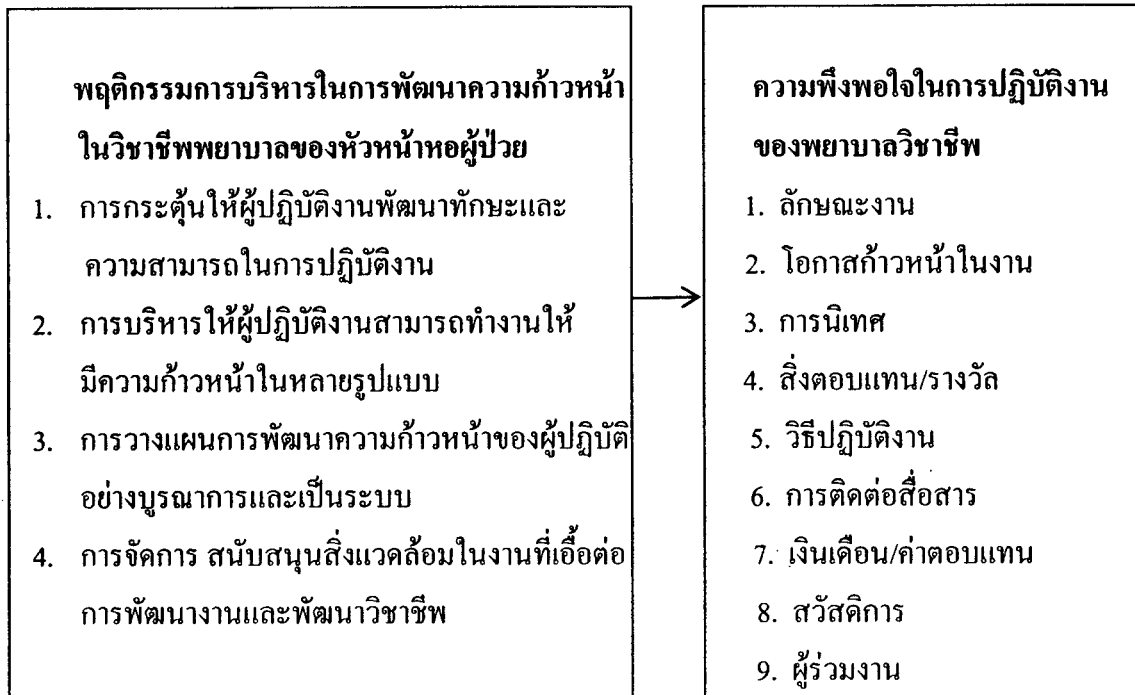 พฤติกรรมการบริหารในการพัฒนาความก้าวหน้า
ในวิชาชีพพยาบาลของหัวหน้าหอผู้ป่วย
1. การกระตุ้นให้ผู้ปฏิบัติงานพัฒนาทักษะและ
ความสามารถในการปฏิบัติงาน
2. การบริหารให้ผู้ปฏิบัติงานสามารถทำงานให้
มีความก้าวหน้าในหลายรูปแบบ
3. การวางแผนการพัฒนาความก้าวหน้าของผู้ปฏิบัติ
อย่างบูรณาการและเป็นระบบ
4. การจัดการ สนับสนุนสิ่งแวดล้อมในงานที่เอื้อต่อ
การพัฒนางานและพัฒนาวิชาชีพ
ความพึงพอใจในการปฏิบัติงาน
ของพยาบาลวิชาชีพ
1. ลักษณะงาน
2. โอกาสก้าวหน้าในงาน
3. การนิเทศ
4. สิ่งตอบแทน/รางวัล
5. วิธีปฏิบัติงาน
6. การติดต่อสื่อสาร
7. เงินเดือน/ค่าตอบแทน
8. สวัสดิการ
9. ผู้ร่วมงาน